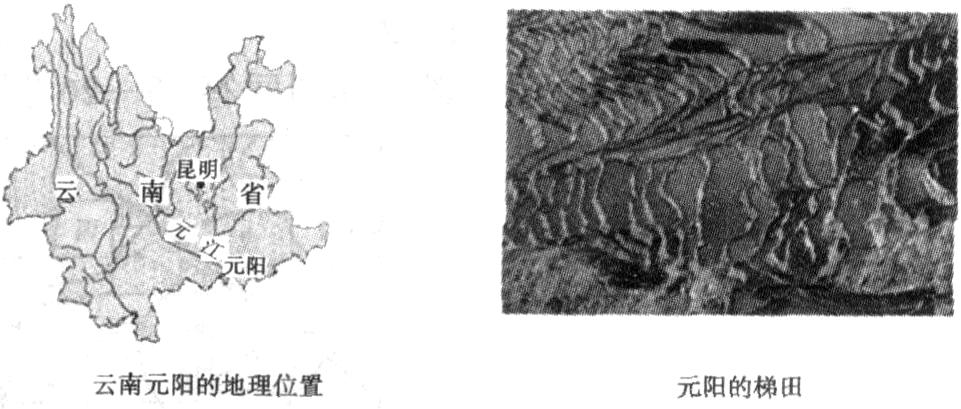 昆明
云 南 省
元 江
元阳
云南元阳的地理位置
元阳的梯田